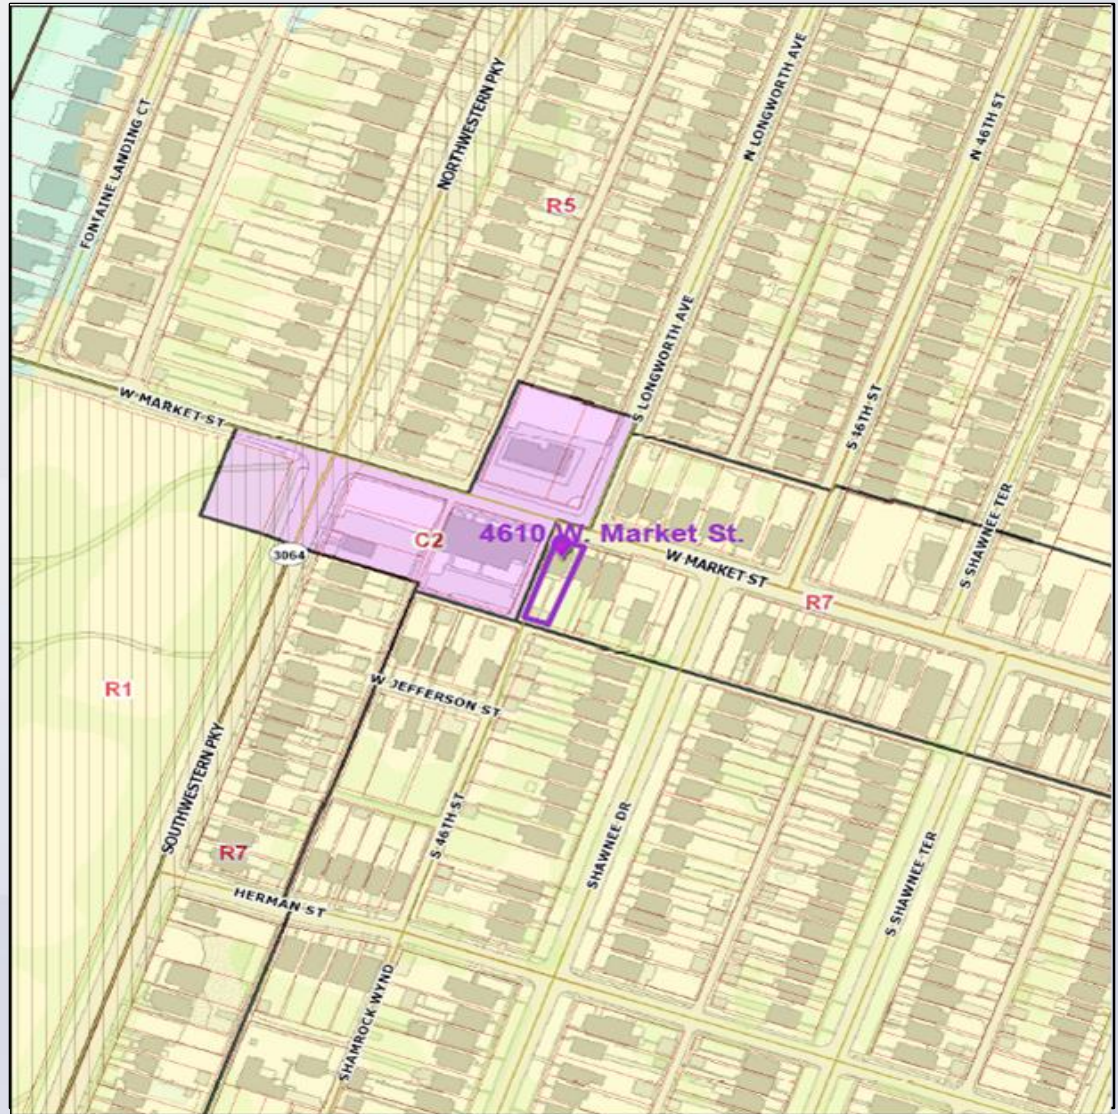 FONTAINE LANDING CT
NORTHWESTERN PKY
N LONGWORTH AVE
N 46TH ST
R5
S LONGWORTH AVE
W MARKET ST
S 46TH ST
S SHAWNEE TER
C2
4610 W. Market St.
3064
W MARKET ST
R7
R1
W JEFFERSON ST
SOUTHWESTERN PKY
S 46TH ST
SHAWNEE DR
S SHAWNEE TER
R7
HERMAN ST
SHAMROCK WYND